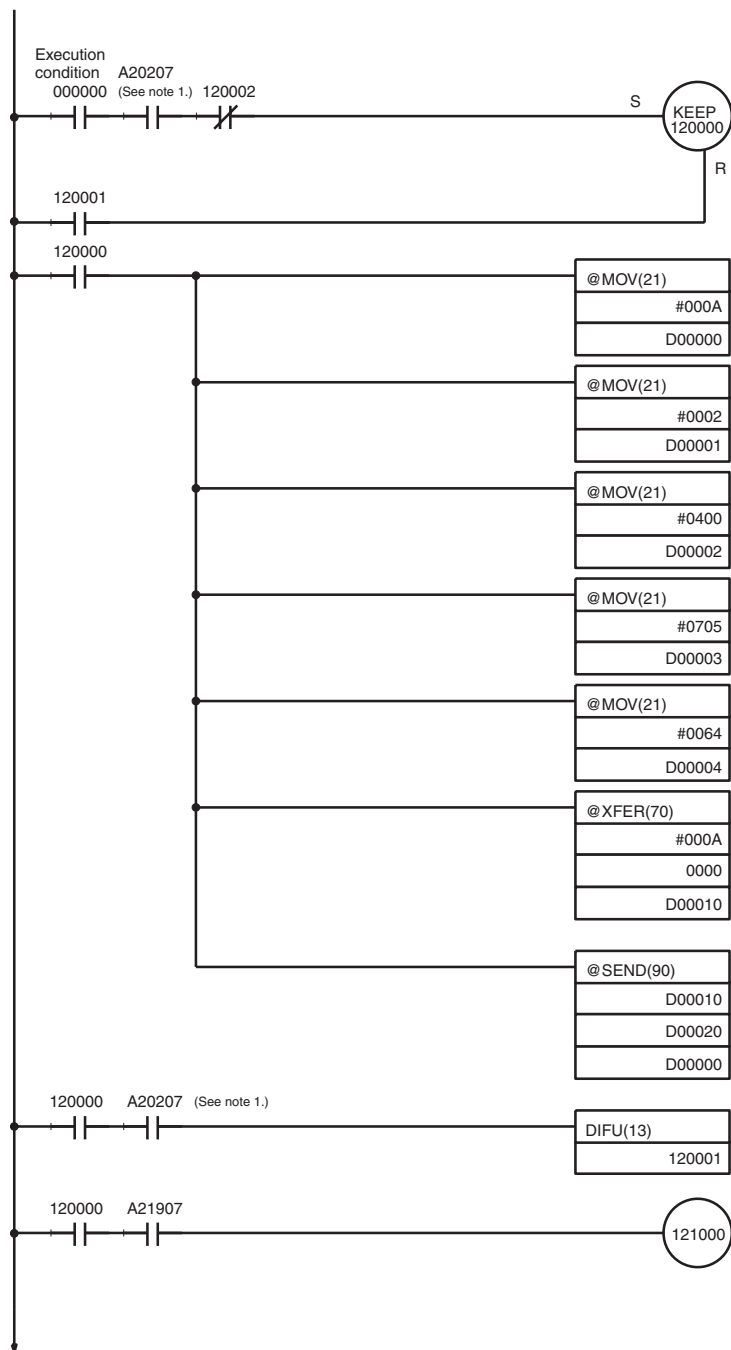 Execution
condition A20207
000000 (See note 1.) 120002
S
KEEP
120000
R
120001
120000
@MOV(21)
#000A
D00000
@MOV(21)
#0002
D00001
@MOV(21)
#0400
D00002
@MOV(21)
#0705
D00003
@MOV(21)
#0064
D00004
@XFER(70)
#000A
0000
D00010
@SEND(90)
D00010
D00020
D00000
120000 A20207 (See note 1.)
DIFU(13)
120001
120000 A21907
121000